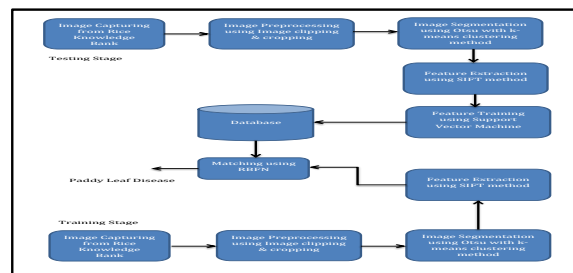 Image Capturing
from Rice
Knowledge
Bank
Image Preprocessing
using Image clipping
& cropping
Image Segmentation
using Otsu with k-
means clustering
method
Testing Stage
Feature Extraction
using SIFT method
Feature Training
using Support
Vector Machine
Database
Matching using
RBFN
Paddy Leaf Disease
Feature Extraction
using SIFT method
Training Stage
Image Capturing
from Rice
Knowledge
Bank
Image Preprocessing
using Image clipping
& cropping
Image Segmentation
using Otsu with k-
means clustering
method